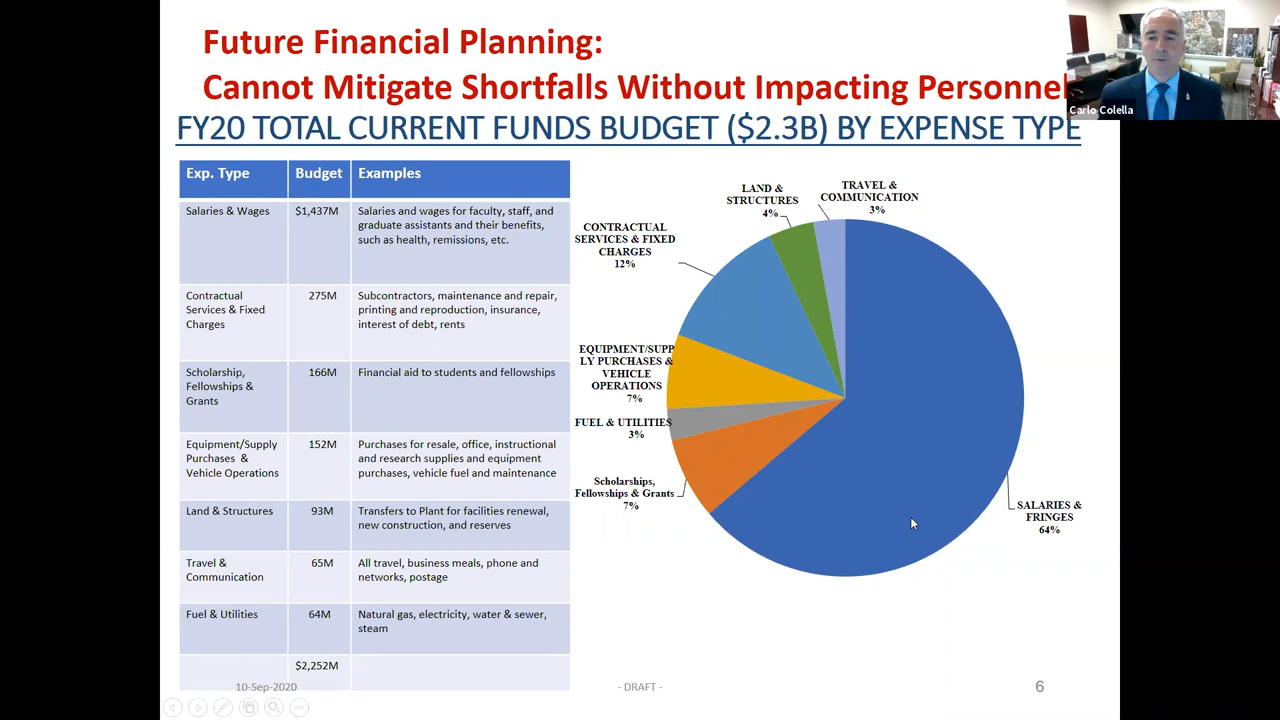 Future Financial Planning:
Cannot Mitigate Shortfalls Without Impacting Personnel
FY20 TOTAL CURRENT FUNDS BUDGET ($2.3B) BY EXPENSE TYPE
Carlo Colella
Exp. Type Budget Examples
Salaries & Wages $1,437M Salaries and wages for faculty, staff, and
graduate assistants and their benefits,
such as health, remissions, etc.
Contractual 275M Subcontractors, maintenance and repair,
Services & Fixed printing and reproduction, insurance,
Charges interest of debt, rents
Scholarship, 166M Financial aid to students and fellowships
Fellowships &
Grants
Equipment/Supply 152M Purchases for resale, office, instructional
Purchases & and research supplies and equipment
Vehicle Operations purchases, vehicle fuel and maintenance
Land & Structures 93M Transfers to Plant for facilities renewal,
new construction, and reserves
Travel & 65M All travel, business meals, phone and
Communication networks, postage
Fuel & Utilities 64M Natural gas, electricity, water & sewer,
steam
$2,252M
LAND &
STRUCTURES
4%
TRAVEL &
COMMUNICATION
3%
CONTRACTUAL
SERVICES & FIXED
CHARGES
12%
EQUIPMENT/SUPP
LY PURCHASES &
VEHICLE
OPERATIONS
7%
FUEL & UTILITIES
3%
Scholarships,
Fellowships & Grants
7%
SALARIES &
FRINGES
64%
10-Sep-2020
- DRAFT -
6